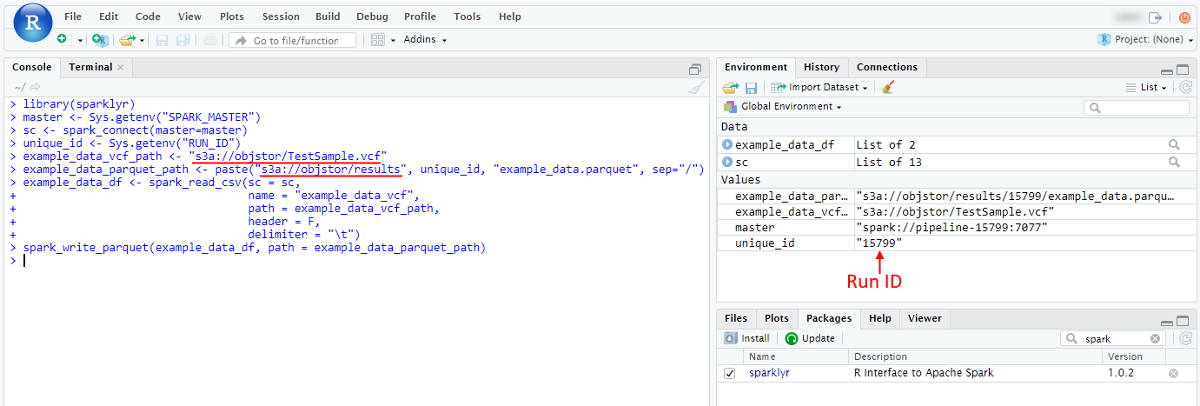 File Edit Code View Plots Session Build Debug Profile Tools Help
R
Go to file/function
Addins
R Project: (None)
Console Terminal
~/
> library(sparklyr)
> master <- Sys.getenv("SPARK_MASTER")
> sc <- spark_connect(master=master)
> unique_id <- Sys.getenv("RUN_ID")
> example_data_vcf_path <- "s3a://objstor/TestSample.vcf"
> example_data_parquet_path <- paste("s3a://objstor/results", unique_id, "example_data.parquet", sep="/")
> example_data_df <- spark_read_csv(sc = sc,
+ name = "example_data_vcf",
+ path = example_data_vcf_path,
+ header = F,
+ delimiter = "\t")
> spark_write_parquet(example_data_df, path = example_data_parquet_path)
>
Environment History Connections
Import Dataset List
Global Environment
Data
example_data_df List of 2
sc List of 13
Values
example_data_par… "s3a://objstor/results/15799/example_data.parqu…
example_data_vcf… "s3a://objstor/TestSample.vcf"
master "spark://pipeline-15799:7077"
unique_id "15799"
Run ID
Files Plots Packages Help Viewer
Install Update spark
Name Description Version
sparklyr R Interface to Apache Spark 1.0.2